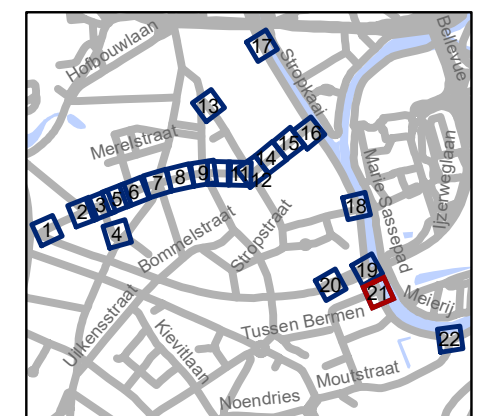 Hofbouwlaan
17
Stropkaai
Bellevue
13
Merelstraat
16
15
14
12
11
9
8
7
6
5
3
2
1
4
Marie Sassepad
Ijzerweglaan
18
Bommelstraat
Stropstraat
19
20
21
Meierij
Uilkensstraat
Kievitlaan
Tussen Bermen
22
Moutstraat
Noendries